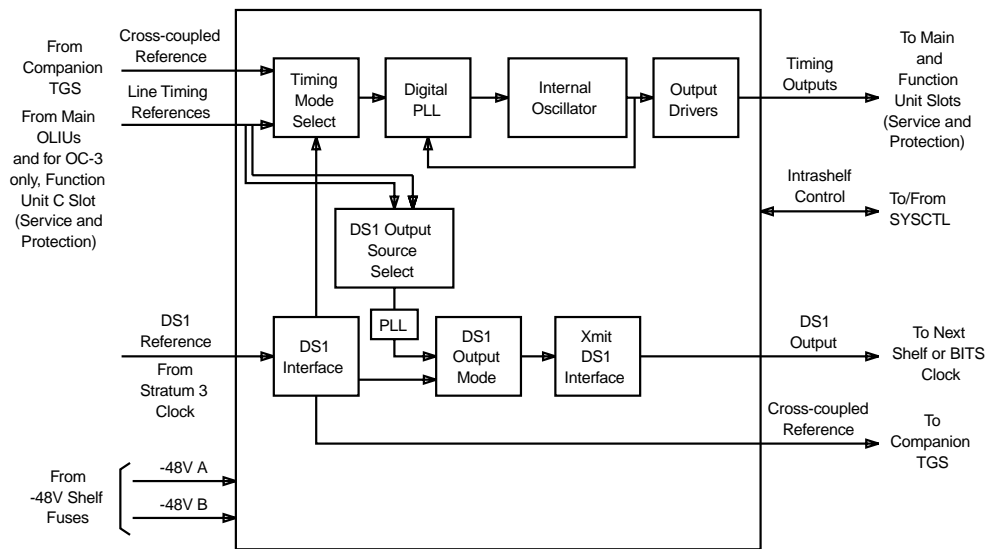 From
Companion
TGS
Cross-coupled
Reference
Line Timing
References
From Main
OLIUs
and for OC-3
only, Function
Unit C Slot
(Service and
Protection)
Timing
Mode
Select
Digital
PLL
Internal
Oscillator
Output
Drivers
Timing
Outputs
To Main
and
Function
Unit Slots
(Service and
Protection)
Intrashelf
Control
To/From
SYSCTL
DS1 Output
Source
Select
PLL
DS1
Reference
From
Stratum 3
Clock
DS1
Interface
DS1
Output
Mode
Xmit
DS1
Interface
DS1
Output
To Next
Shelf or BITS
Clock
Cross-coupled
Reference
To
Companion
TGS
From
-48V Shelf
Fuses
-48V A
-48V B